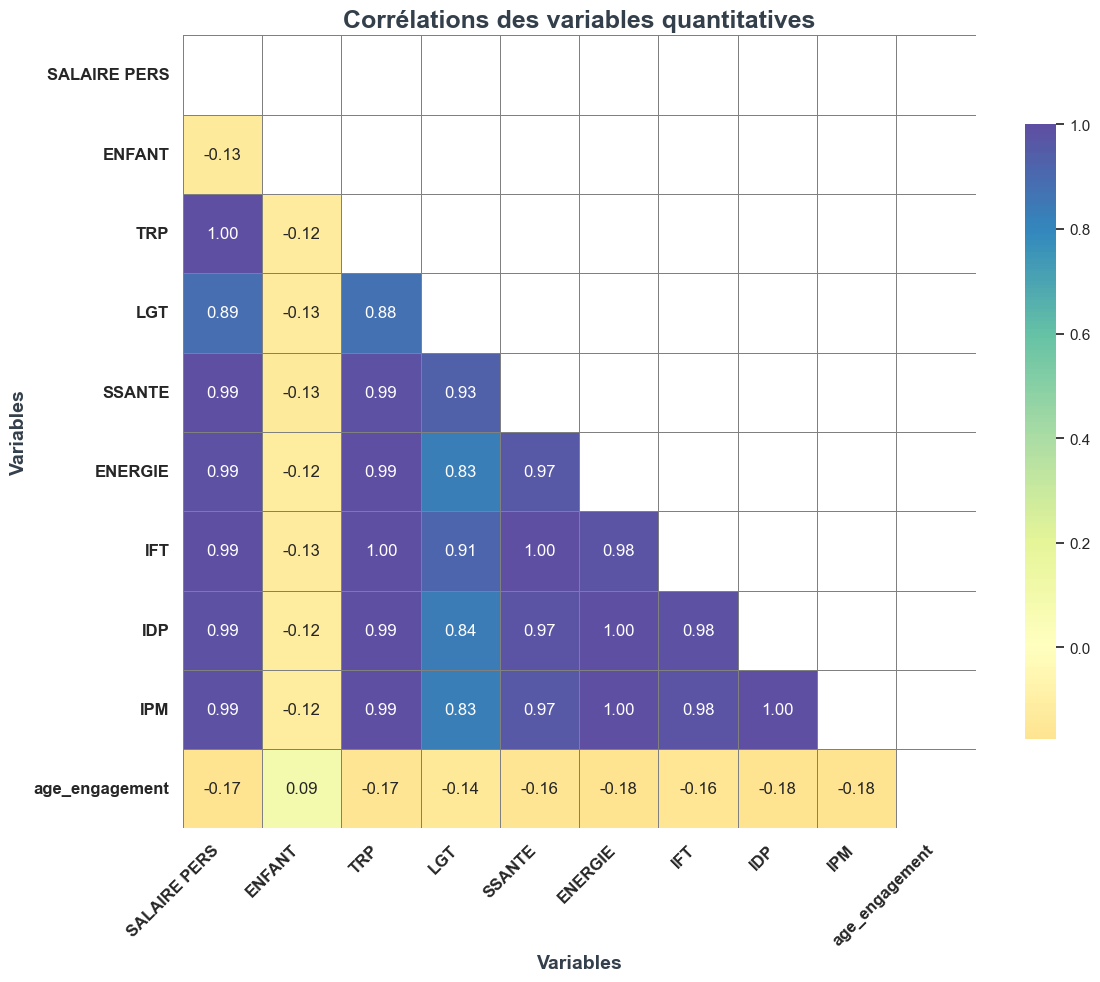 Corrélations des variables quantitatives
SALAIRE PERS
ENFANT -0.13
TRP 1.00 -0.12
LGT 0.89 -0.13 0.88
SSANTE 0.99 -0.13 0.99 0.93
ENERGIE 0.99 -0.12 0.99 0.83 0.97
IFT 0.99 -0.13 1.00 0.91 1.00 0.98
IDP 0.99 -0.12 0.99 0.84 0.97 1.00 0.98
IPM 0.99 -0.12 0.99 0.83 0.97 1.00 0.98 1.00
age_engagement -0.17 0.09 -0.17 -0.14 -0.16 -0.18 -0.16 -0.18 -0.18
SALAIRE PERS ENFANT TRP LGT SSANTE ENERGIE IFT IDP IPM age_engagement
Variables
Variables
1.0
0.8
0.6
0.4
0.2
0.0